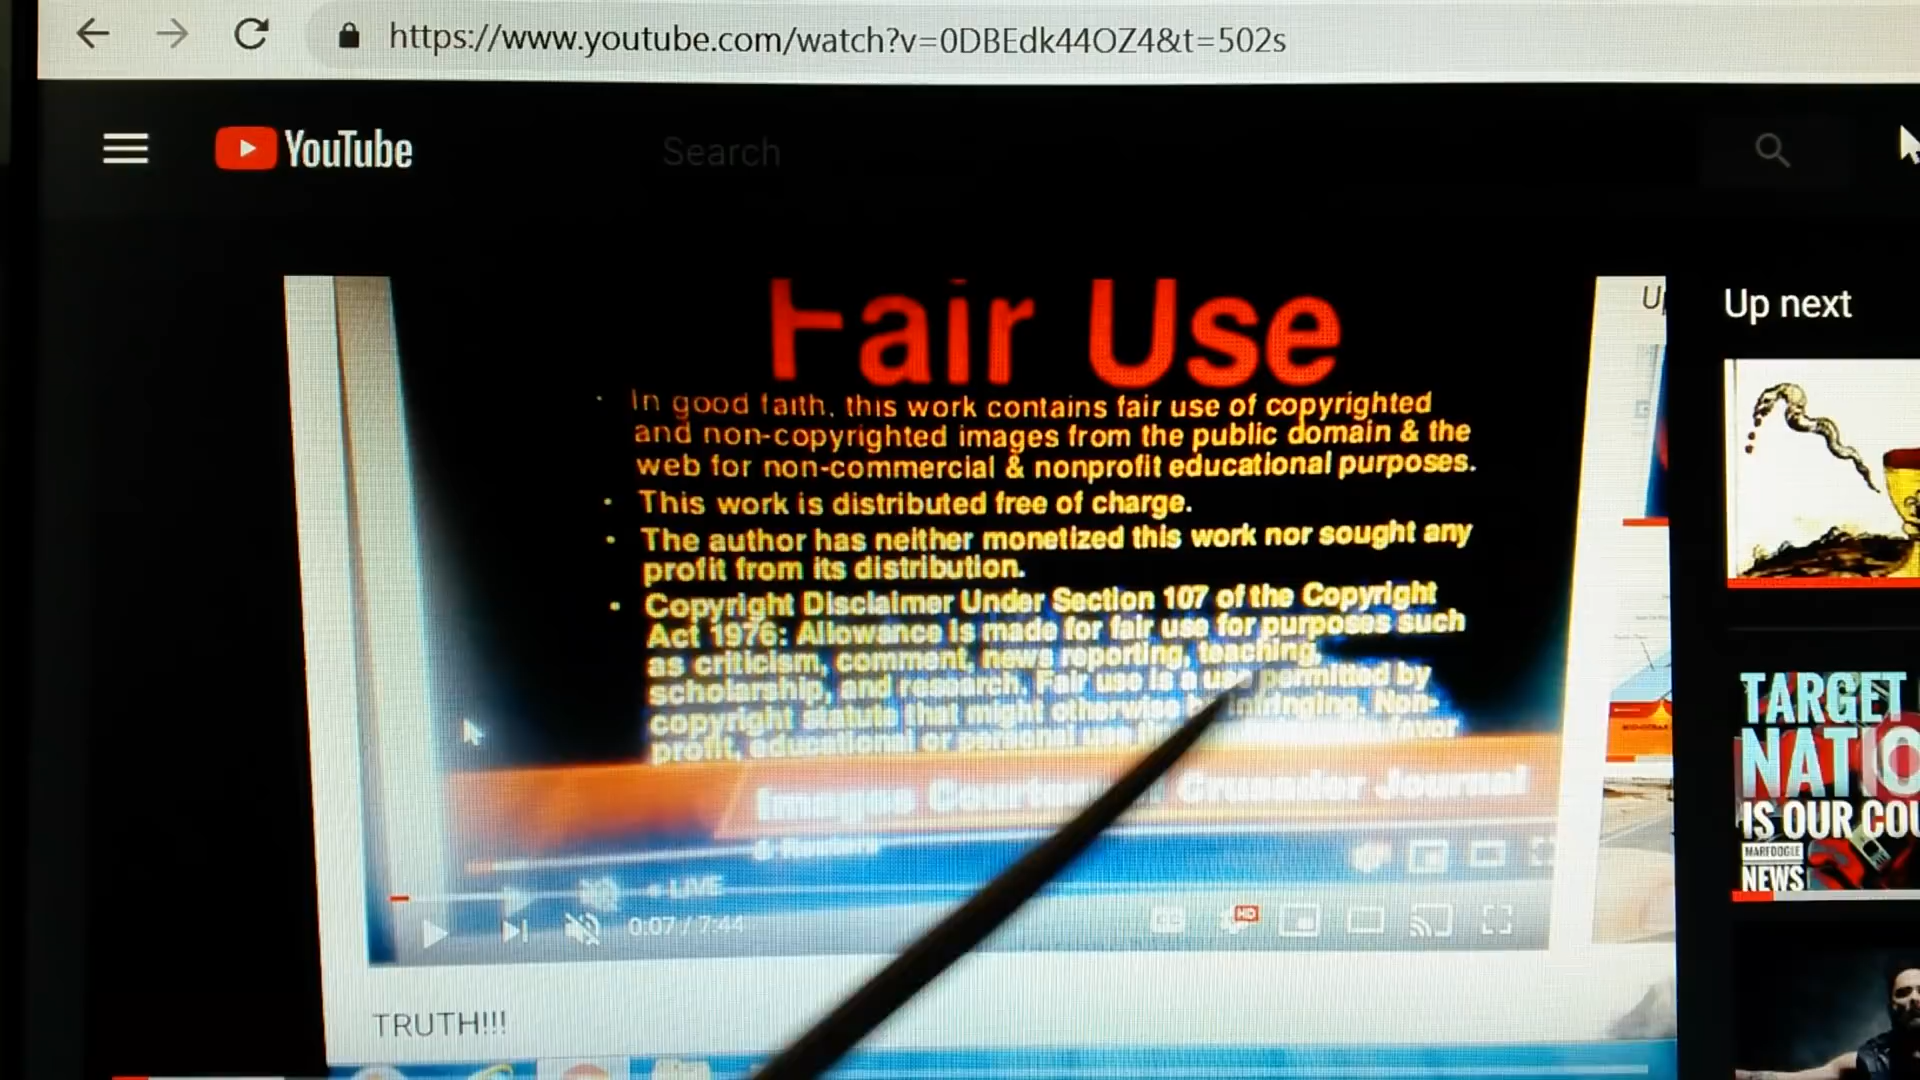 https://www.youtube.com/watch?v=0DBEdk44OZ4&t=502s
YouTube
Search
Fair Use
Up next
In good faith, this work contains fair use of copyrighted
and non-copyrighted images from the public domain & the
web for non-commercial & nonprofit educational purposes.
This work is distributed free of charge.
The author has neither monetized this work nor sought any
profit from its distribution.
Copyright Disclaimer Under Section 107 of the Copyright
Act 1976: Allowance is made for fair use for purposes such
as criticism, comment, news reporting, teaching,
scholarship, and research. Fair use is a use permitted by
copyright statute that might otherwise be infringing. Non-
profit, educational or personal use favor
Images Crusader Journal
LIVE
0:07 / 7:44
HD
TRUTH!!!
TARGET
NATIO
IS OUR COU
MARFOOGLE
NEWS